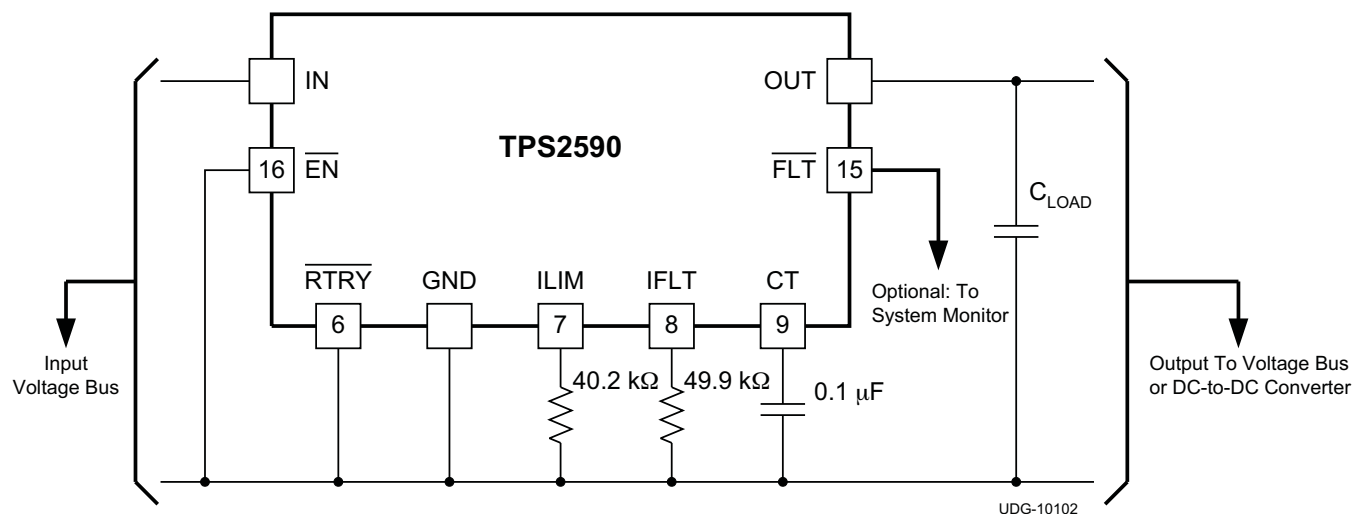 IN
OUT
TPS2590
16
EN
FLT
15
C_LOAD
RTRY
GND
ILIM
IFLT
CT
Optional: To
System Monitor
6
7
8
9
Input
Voltage Bus
40.2 kΩ
49.9 kΩ
0.1 μF
Output To Voltage Bus
or DC-to-DC Converter
UDG-10102